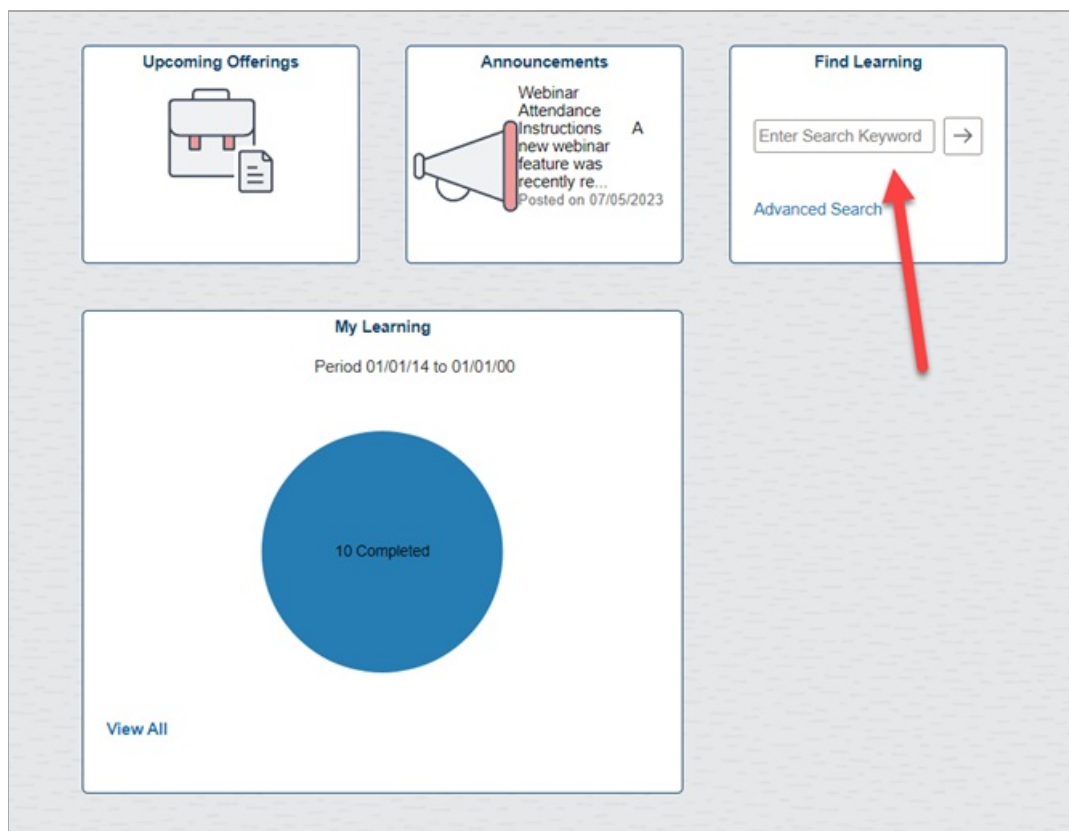 Upcoming Offerings
Announcements
Webinar
Attendance
Instructions A
new webinar
feature was
recently re...
Posted on 07/05/2023
Find Learning
Enter Search Keyword
Advanced Search
My Learning
Period 01/01/14 to 01/01/00
10 Completed
View All